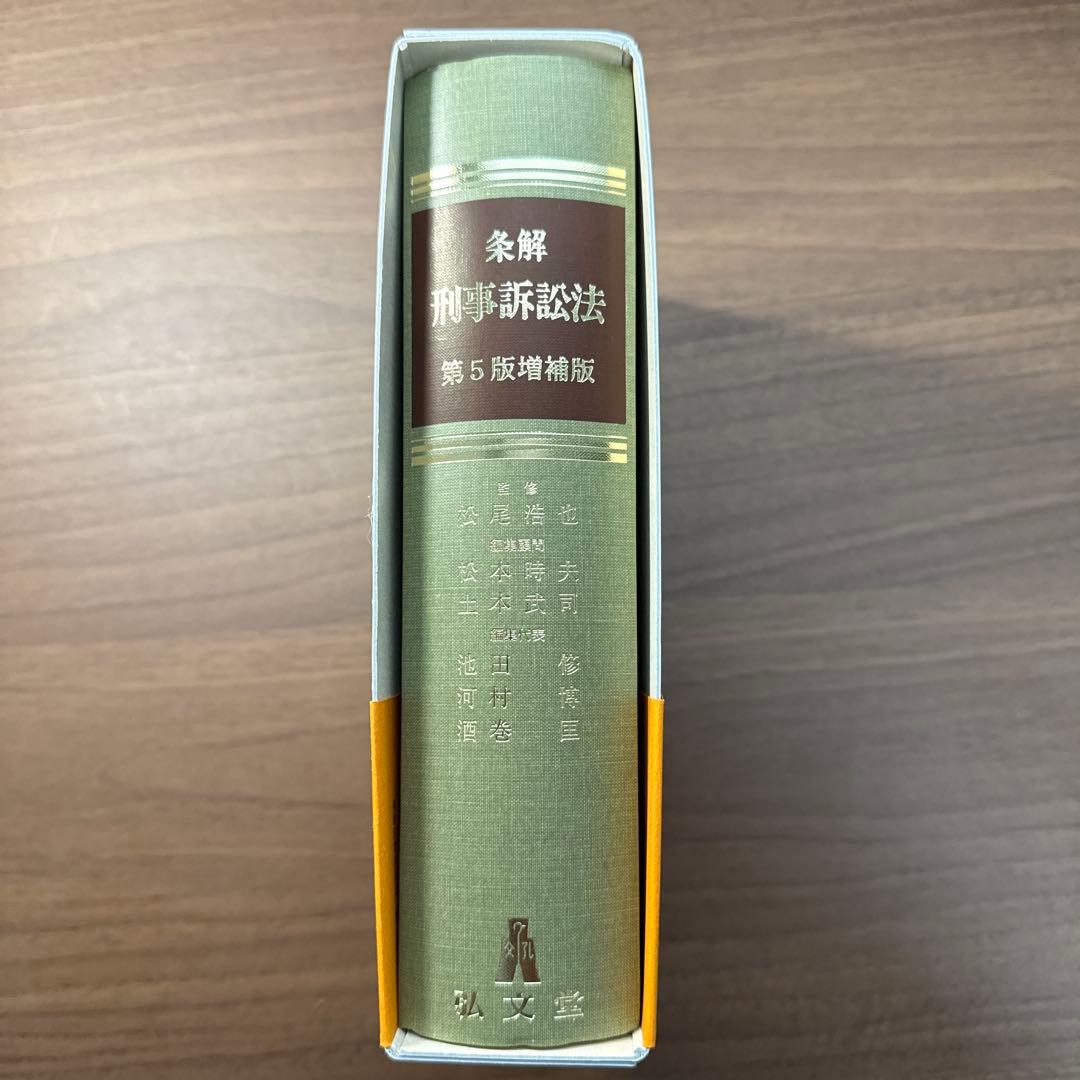 条解
刑事訴訟法
第5版増補版
監修
松尾浩也
編集顧問
松本時夫
土本武司
編集代表
池田修
河村博
酒巻匡
弘文堂